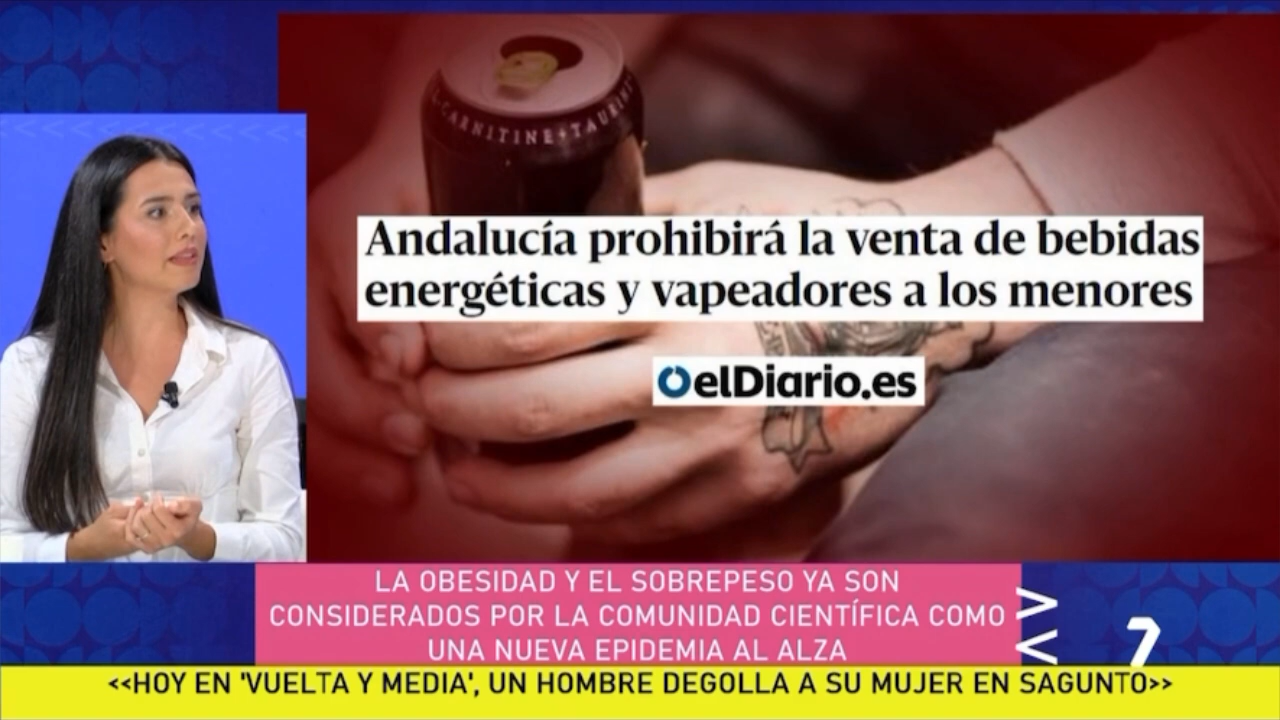 L-CARNITINE+TAURINE
Andalucía prohibirá la venta de bebidas
energéticas y vapeadores a los menores
elDiario.es
LA OBESIDAD Y EL SOBREPESO YA SON
CONSIDERADOS POR LA COMUNIDAD CIENTÍFICA COMO
UNA NUEVA EPIDEMIA AL ALZA
7
<<HOY EN 'VUELTA Y MEDIA', UN HOMBRE DEGOLLA A SU MUJER EN SAGUNTO>>